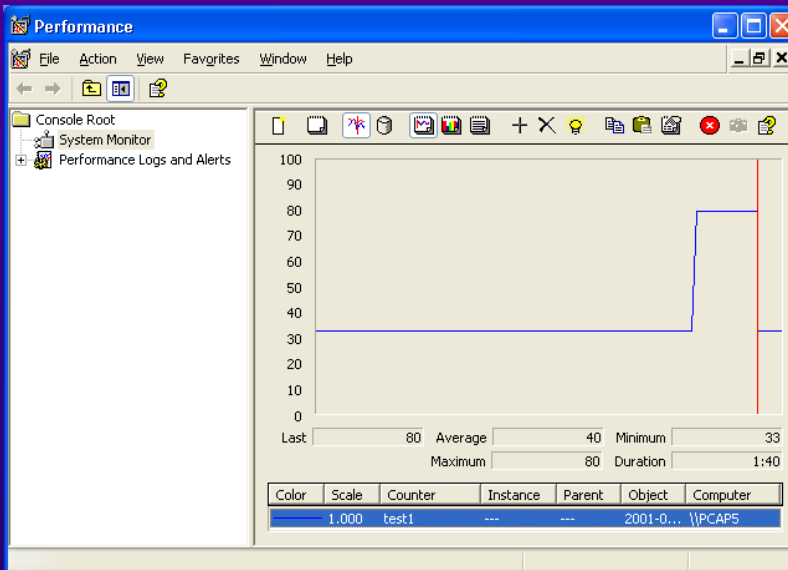 Performance
File Action View Favorites Window Help
Console Root
System Monitor
Performance Logs and Alerts
100
90
80
70
60
50
40
30
20
10
0
Last 80 Average 40 Minimum 33
Maximum 80 Duration 1:40
Color Scale Counter Instance Parent Object Computer
1.000 test1 --- --- 2001-0... \\PCAP5